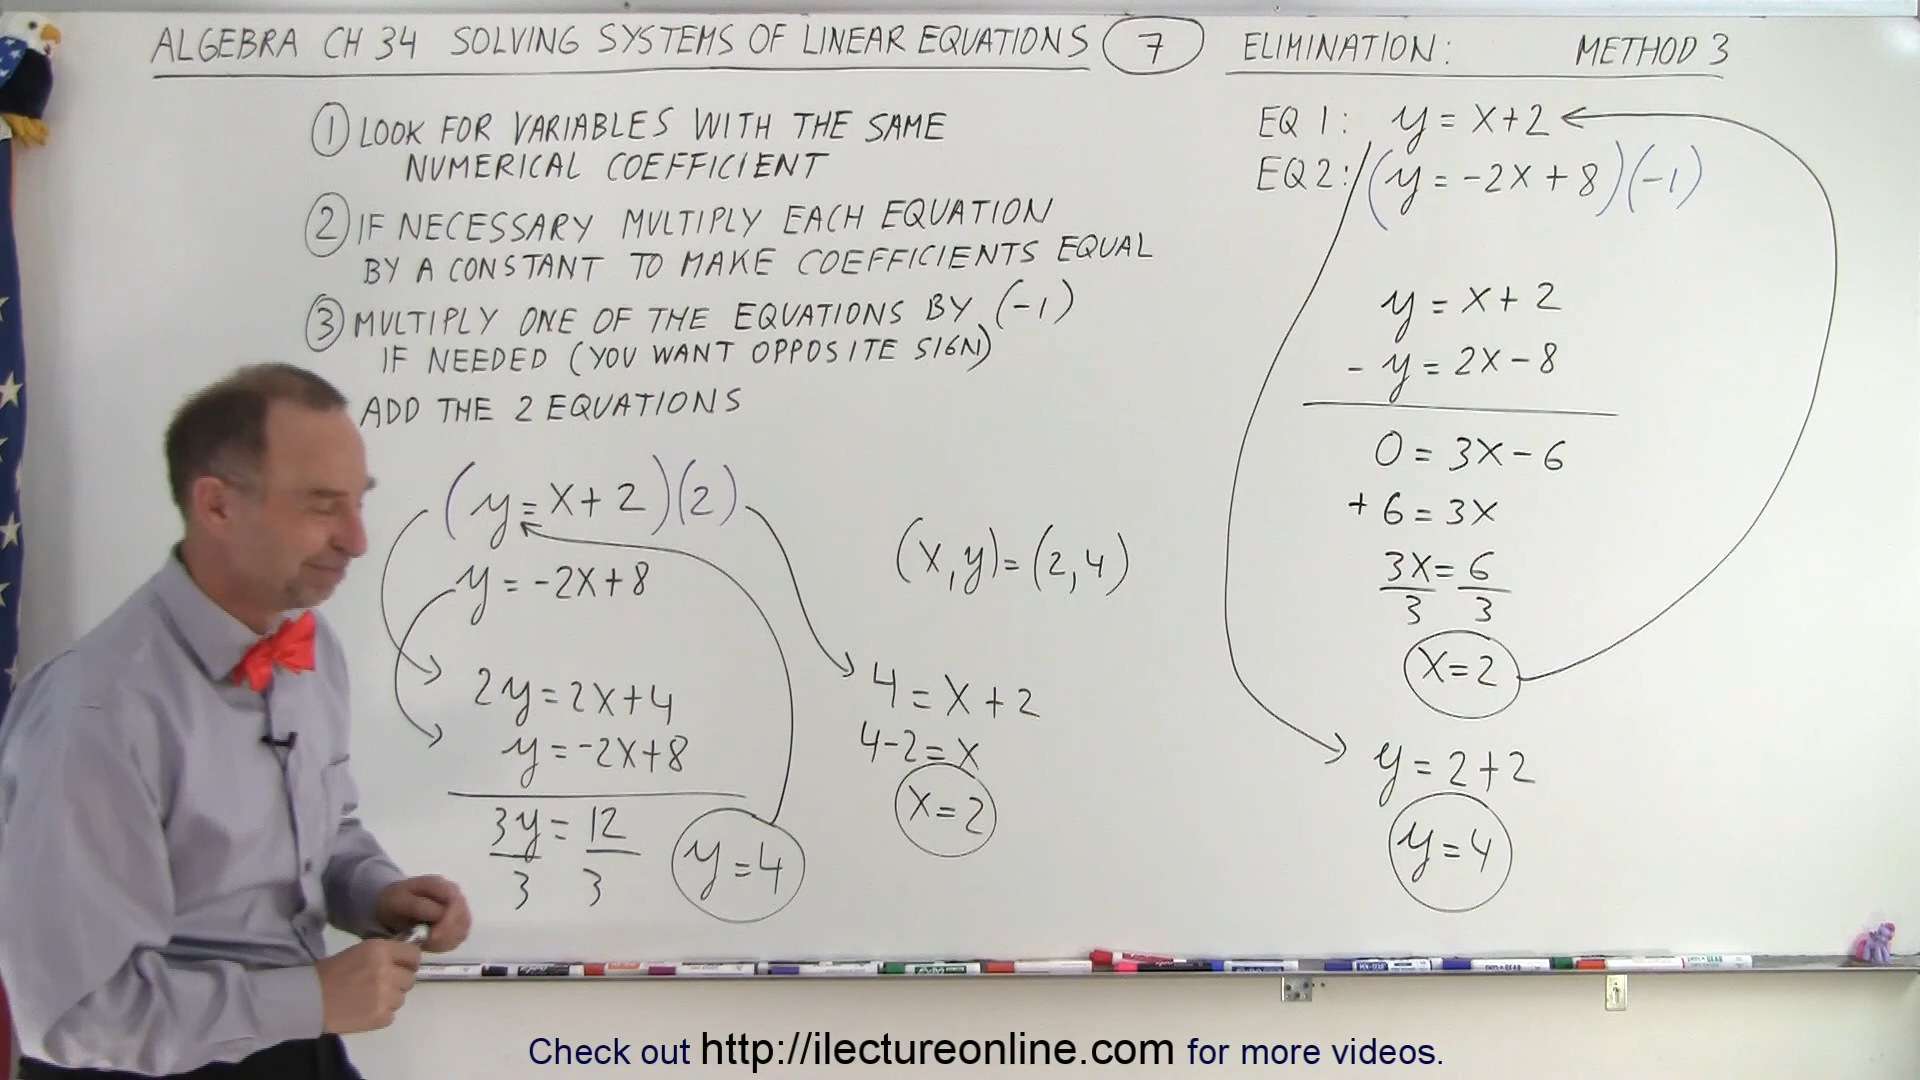 ALGEBRA CH 34 SOLVING SYSTEMS OF LINEAR EQUATIONS 7 ELIMINATION: METHOD 3
① LOOK FOR VARIABLES WITH THE SAME
NUMERICAL COEFFICIENT
② IF NECESSARY MULTIPLY EACH EQUATION
BY A CONSTANT TO MAKE COEFFICIENTS EQUAL
③ MULTIPLY ONE OF THE EQUATIONS BY (-1)
IF NEEDED (YOU WANT OPPOSITE SIGN)
ADD THE 2 EQUATIONS
(y = x + 2)(2)
y = -2x + 8
2y = 2x + 4
y = -2x + 8
3y = 12
3 3
y = 4
(x, y) = (2, 4)
4 = x + 2
4 - 2 = x
x = 2
EQ 1: y = x + 2
EQ 2: (y = -2x + 8)(-1)
y = x + 2
- y = 2x - 8
0 = 3x - 6
+ 6 = 3x
3x = 6
3 3
x = 2
y = 2 + 2
y = 4
Check out http://ilectureonline.com for more videos.